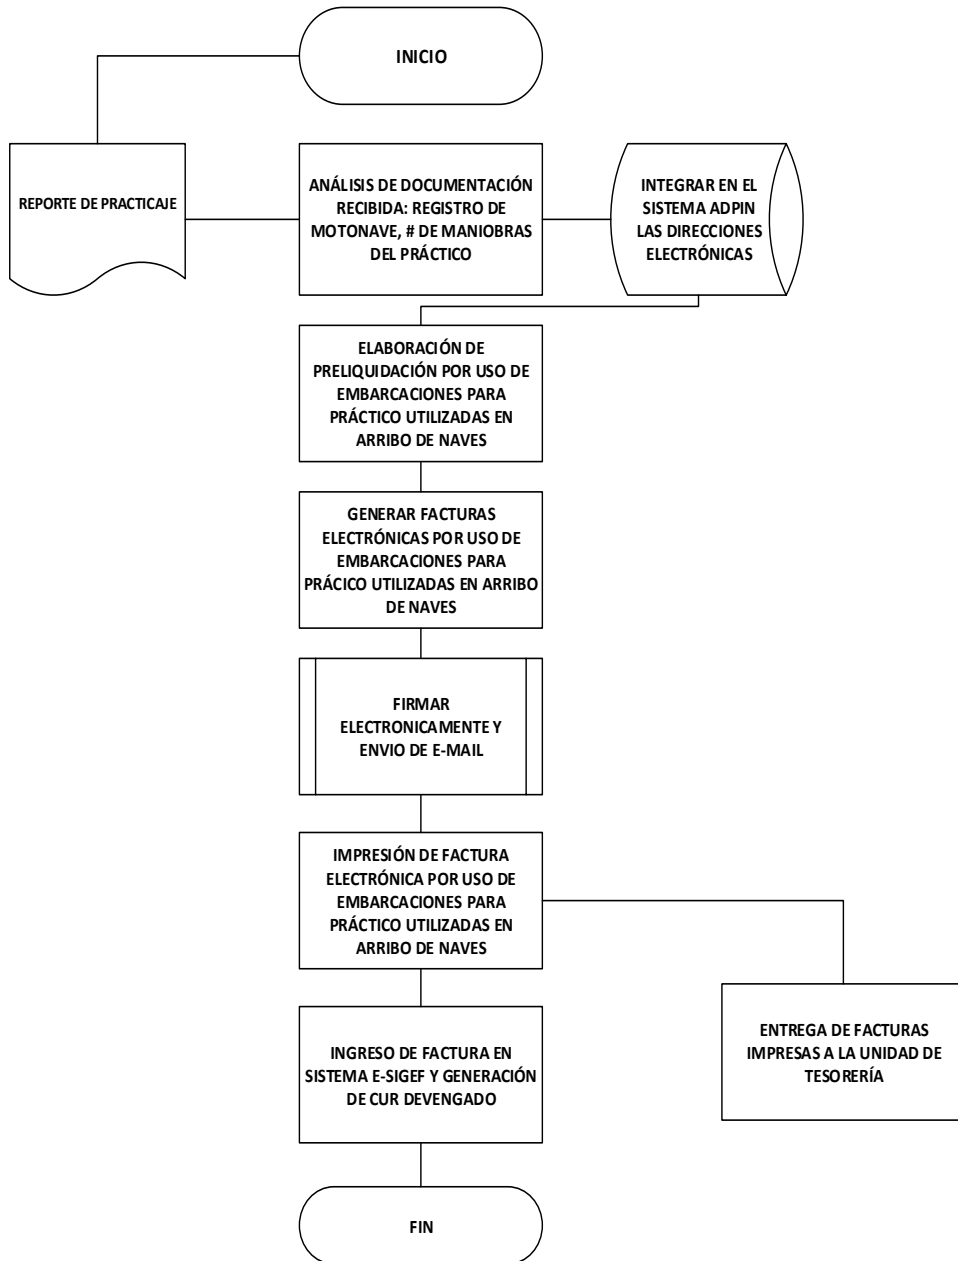 INICIO
REPORTE DE PRACTICAJE
ANÁLISIS DE DOCUMENTACIÓN
RECIBIDA: REGISTRO DE
MOTONAVE, # DE MANIOBRAS
DEL PRÁCTICO
INTEGRAR EN EL
SISTEMA ADPIN
LAS DIRECCIONES
ELECTRÓNICAS
ELABORACIÓN DE
PRELIQUIDACIÓN POR USO DE
EMBARCACIONES PARA
PRÁCTICO UTILIZADAS EN
ARRIBO DE NAVES
GENERAR FACTURAS
ELECTRÓNICAS POR USO DE
EMBARCACIONES PARA
PRÁCICO UTILIZADAS EN ARRIBO
DE NAVES
FIRMAR
ELECTRONICAMENTE Y
ENVIO DE E-MAIL
IMPRESIÓN DE FACTURA
ELECTRÓNICA POR USO DE
EMBARCACIONES PARA
PRÁCTICO UTILIZADAS EN
ARRIBO DE NAVES
ENTREGA DE FACTURAS
IMPRESAS A LA UNIDAD DE
TESORERÍA
INGRESO DE FACTURA EN
SISTEMA E-SIGEF Y GENERACIÓN
DE CUR DEVENGADO
FIN